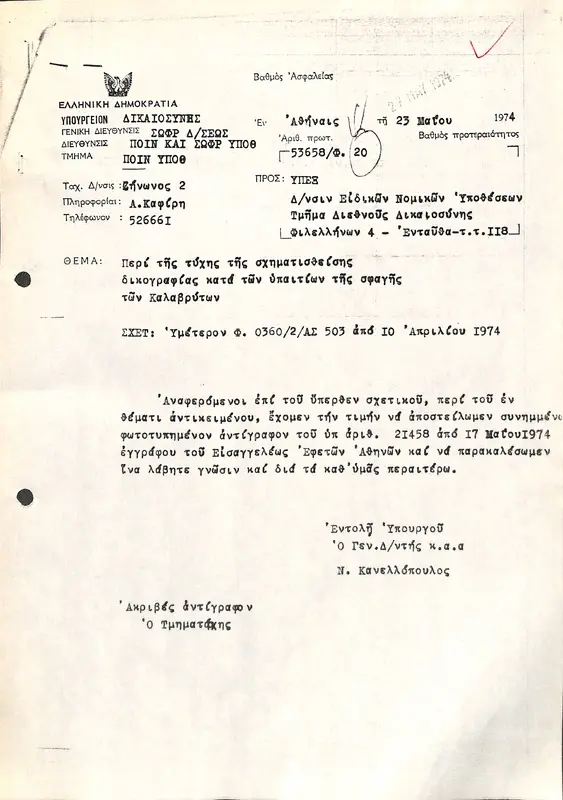 Βαθμός Ἀσφαλείας
27 ΜΑΥ 1974
ΕΛΛΗΝΙΚΗ ΔΗΜΟΚΡΑΤΙΑ
ΥΠΟΥΡΓΕΙΟΝ ΔΙΚΑΙΟΣΥΝΗΣ
ΓΕΝΙΚΗ ΔΙΕΥΘΥΝΣΙΣ ΣΩΦΡ Δ/ΣΕΩΣ
ΔΙΕΥΘΥΝΣΙΣ ΠΟΙΝ ΚΑΙ ΣΩΦΡ ΥΠΟΘ
ΤΜΗΜΑ ΠΟΙΝ ΥΠΟΘ
Ἐν Ἀθήναις τῇ 23 Μαΐου 1974
Ἀριθ. πρωτ. Βαθμός προτεραιότητος
53658/Φ. 20
Ταχ. Δ/νσις: Ζήνωνος 2
Πληροφορίαι: Α.Καφίρη
Τηλέφωνον : 526661
ΠΡΟΣ: ΥΠΕΞ
Δ/νσιν Εἰδικῶν Νομικῶν Ὑποθέσεων
Τμῆμα Διεθνοῦς Δικαιοσύνης
Φιλελλήνων 4 - Ἐνταῦθα-τ.τ.118
ΘΕΜΑ: Περί τῆς τύχης τῆς σχηματισθείσης
δικογραφίας κατά τῶν ὑπαιτίων τῆς σφαγῆς
τῶν Καλαβρύτων
ΣΧΕΤ: Ὑμέτερον Φ. 0360/2/ΑΣ 503 ἀπό 10 Ἀπριλίου 1974
Ἀναφερόμενοι ἐπί τοῦ ὕπερθεν σχετικοῦ, περί τοῦ ἐν
θέματι ἀντικειμένου, ἔχομεν τήν τιμήν νά ἀποστείλωμεν συνημμένο
φωτοτυπημένον ἀντίγραφον τοῦ ὑπ ἀριθ. 21458 ἀπό 17 Μαΐου1974
ἐγγράφου τοῦ Εἰσαγγελέως Ἐφετῶν Ἀθηνῶν καί νά παρακαλέσωμεν
ἵνα λάβητε γνῶσιν καί διά τά καθ'ὑμᾶς περαιτέρω.
Ἐντολῇ Ὑπουργοῦ
Ὁ Γεν.Δ/ντής κ.α.α
Ν. Κανελλόπουλος
Ἀκριβές ἀντίγραφον
Ὁ Τμηματάρχης